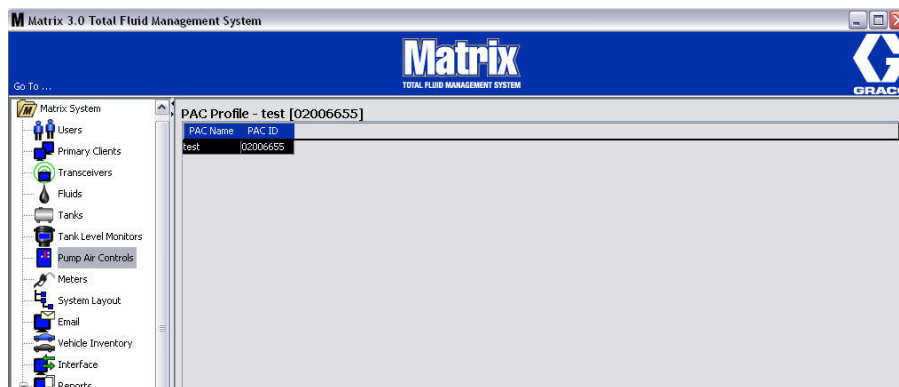 M Matrix 3.0 Total Fluid Management System
Matrix
TOTAL FLUID MANAGEMENT SYSTEM
Go To ...
GRACO
Matrix System
Users
Primary Clients
Transceivers
Fluids
Tanks
Tank Level Monitors
Pump Air Controls
Meters
System Layout
Email
Vehicle Inventory
Interface
Reports
PAC Profile - test [02006655]
PAC Name PAC ID
test 02006655